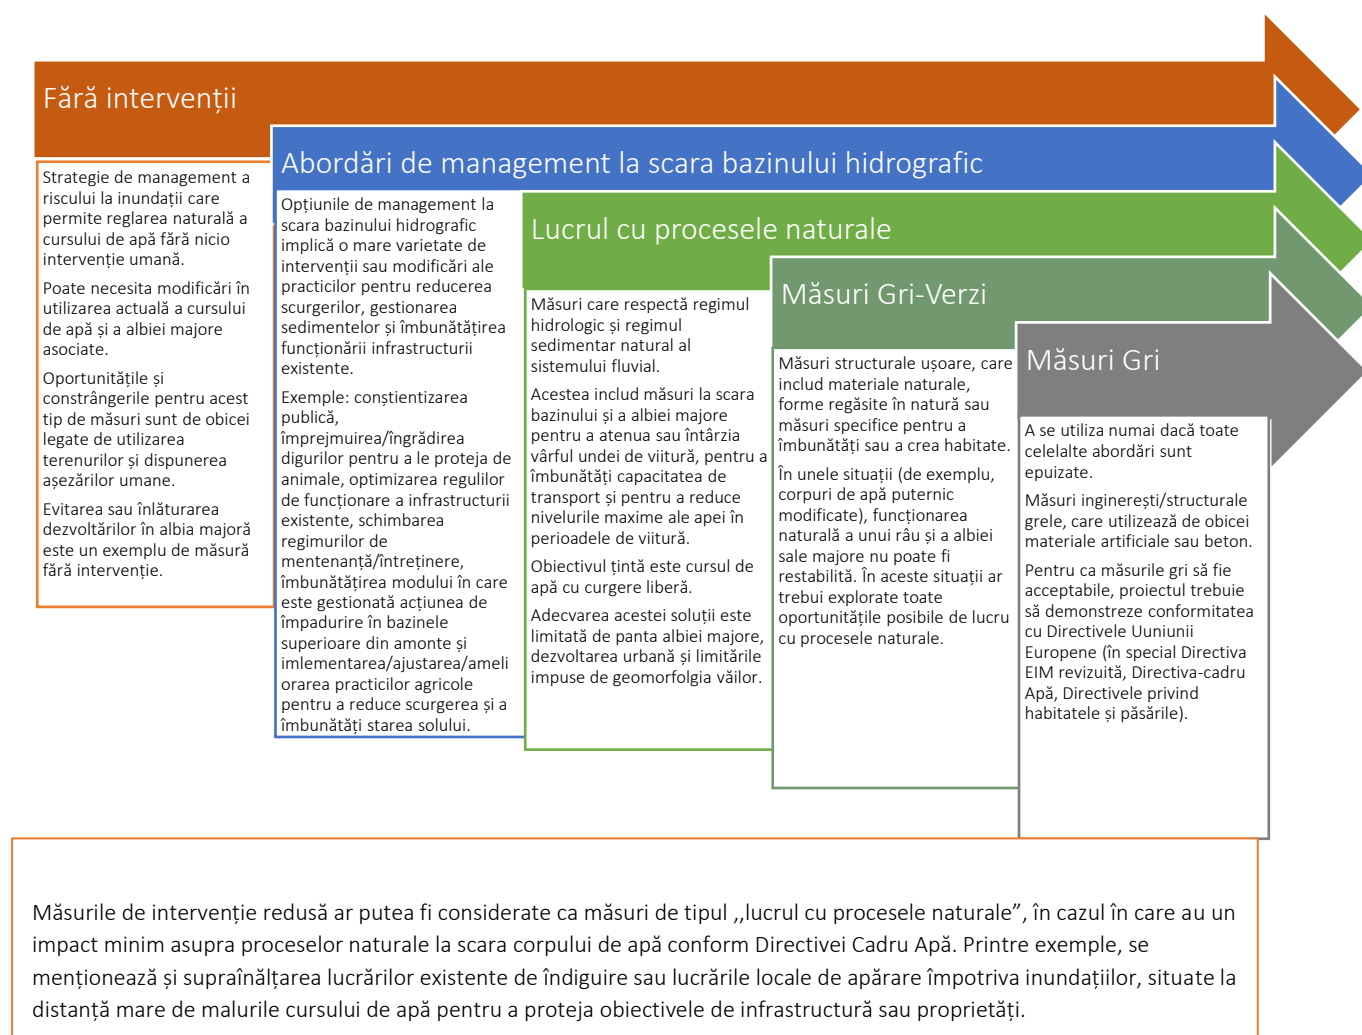 Fără intervenții
Strategie de management a
riscului la inundații care
permite reglarea naturală a
cursului de apă fără nicio
intervenție umană.
Poate necesita modificări în
utilizarea actuală a cursului
de apă și a albiei majore
asociate.
Oportunitățile și
constrângerile pentru acest
tip de măsuri sunt de obicei
legate de utilizarea
terenurilor și dispunerea
așezărilor umane.
Evitarea sau înlăturarea
dezvoltărilor în albia majoră
este un exemplu de măsură
fără intervenție.
Abordări de management la scara bazinului hidrografic
Opțiunile de management la
scara bazinului hidrografic
implică o mare varietate de
intervenții sau modificări ale
practicilor pentru reducerea
scurgerilor, gestionarea
sedimentelor și îmbunătățirea
funcționării infrastructurii
existente.
Exemple: conștientizarea
publică,
împrejmuirea/îngrădirea
digurilor pentru a le proteja de
animale, optimizarea regulilor
de funcționare a infrastructurii
existente, schimbarea
regimurilor de
mentenanță/întreținere,
îmbunătățirea modului în care
este gestionată acțiunea de
împadurire în bazinele
superioare din amonte și
imlementarea/ajustarea/ameli
orarea practicilor agricole
pentru a reduce scurgerea și a
îmbunătăți starea solului.
Lucrul cu procesele naturale
Măsuri care respectă regimul
hidrologic și regimul
sedimentar natural al
sistemului fluvial.
Acestea includ măsuri la scara
bazinului și a albiei majore
pentru a atenua sau întârzia
vârful undei de viitură, pentru a
îmbunătăți capacitatea de
transport și pentru a reduce
nivelurile maxime ale apei în
perioadele de viitură.
Obiectivul țintă este cursul de
apă cu curgere liberă.
Adecvarea acestei soluții este
limitată de panta albiei majore,
dezvoltarea urbană și limitările
impuse de geomorfolgia văilor.
Măsuri Gri-Verzi
Măsuri structurale ușoare, care
includ materiale naturale,
forme regăsite în natură sau
măsuri specifice pentru a
îmbunătăți sau a crea habitate.
În unele situații (de exemplu,
corpuri de apă puternic
modificate), funcționarea
naturală a unui râu și a albiei
sale majore nu poate fi
restabilită. În aceste situații ar
trebui explorate toate
oportunitățile posibile de lucru
cu procesele naturale.
Măsuri Gri
A se utiliza numai dacă toate
celelalte abordări sunt
epuizate.
Măsuri inginerești/structurale
grele, care utilizează de obicei
materiale artificiale sau beton.
Pentru ca măsurile gri să fie
acceptabile, proiectul trebuie
să demonstreze conformitatea
cu Directivele Uuniunii
Europene (în special Directiva
EIM revizuită, Directiva-cadru
Apă, Directivele privind
habitatele și păsările).
Măsurile de intervenție redusă ar putea fi considerate ca măsuri de tipul ,,lucrul cu procesele naturale”, în cazul în care au un
impact minim asupra proceselor naturale la scara corpului de apă conform Directivei Cadru Apă. Printre exemple, se
menționează și supraînălțarea lucrărilor existente de îndiguire sau lucrările locale de apărare împotriva inundațiilor, situate la
distanță mare de malurile cursului de apă pentru a proteja obiectivele de infrastructură sau proprietăți.